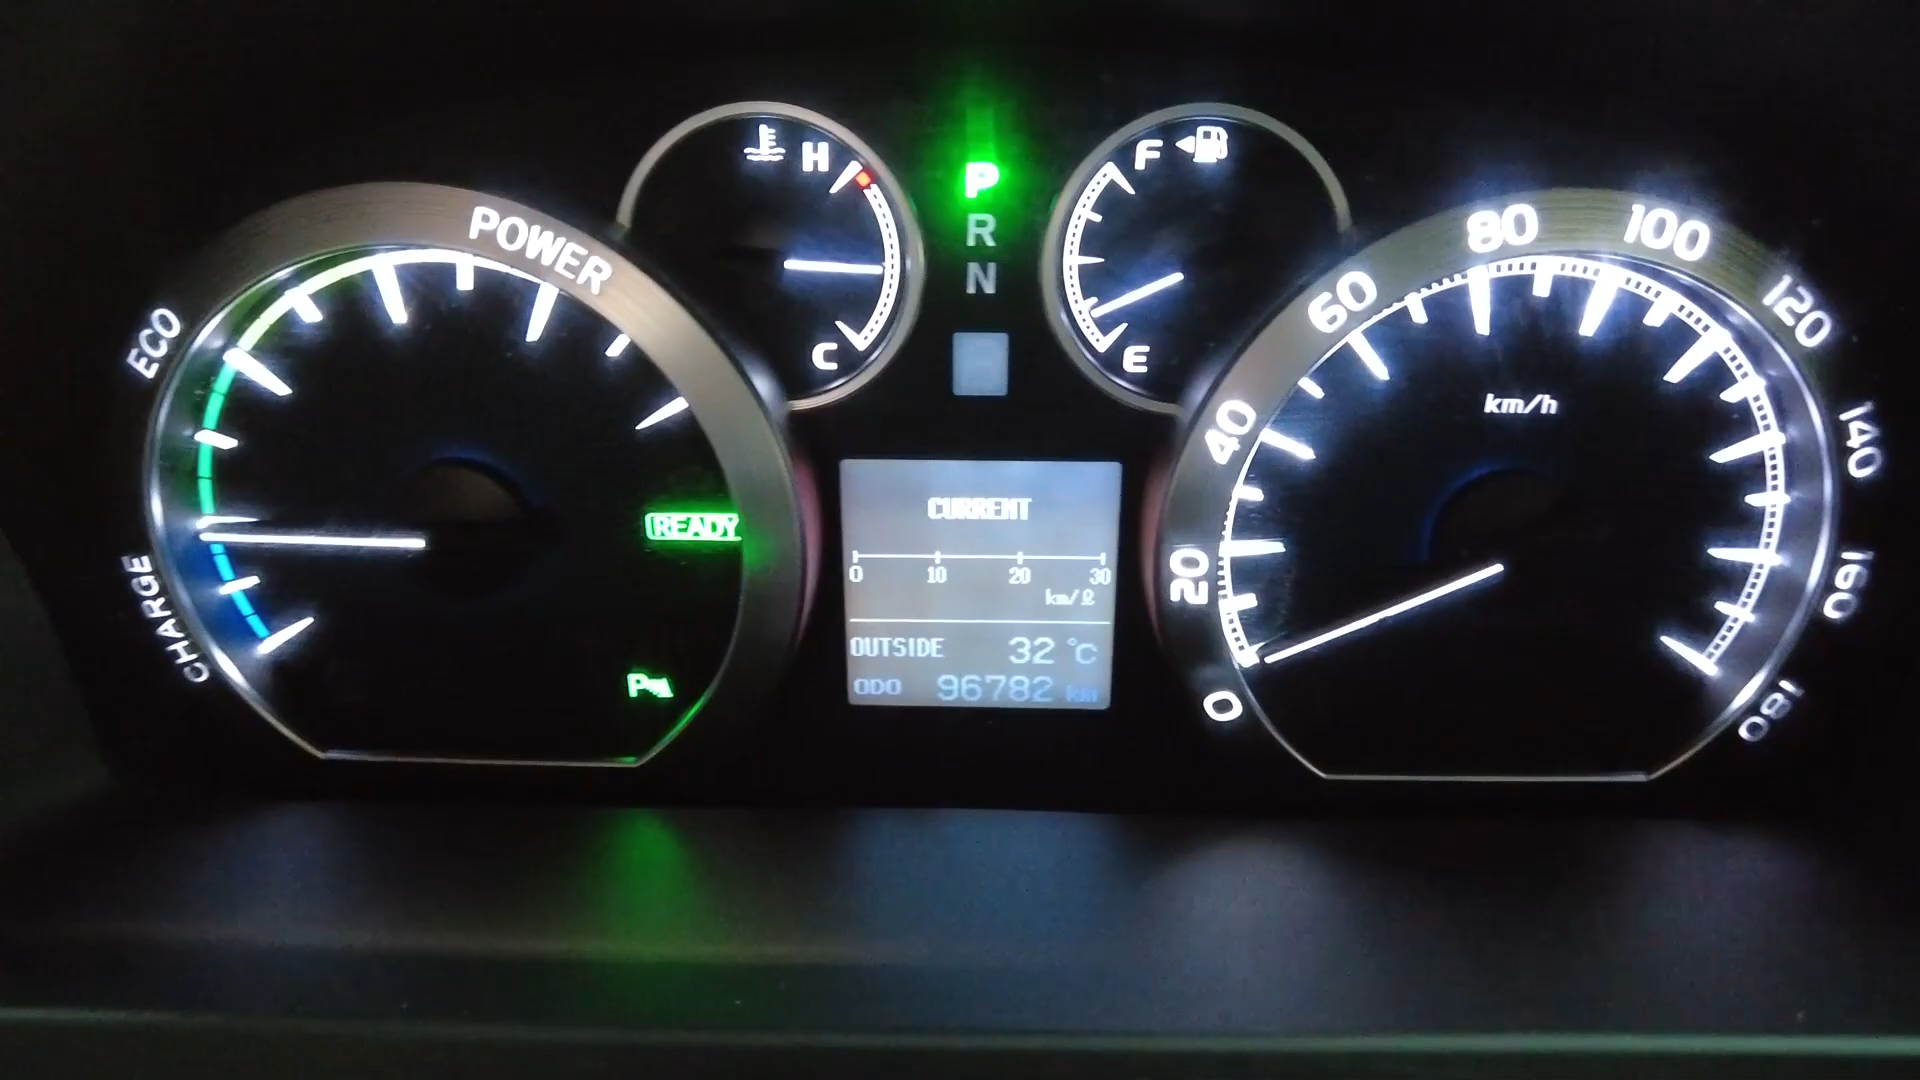 POWER
ECO
CHARGE
READY
P
H
C
P
R
N
F
E
CURRENT
0 10 20 30
km/ℓ
OUTSIDE 32 °C
ODO 96782 km
0
20
40
60
80
100
120
140
160
180
km/h